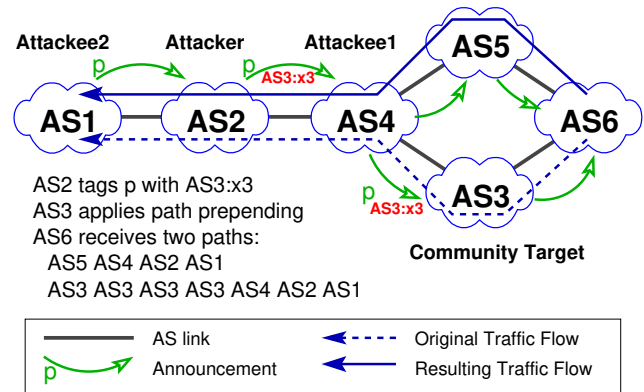 Attackee2 Attacker Attackee1
AS5
p p
AS3:x3
AS1 AS2 AS4 AS6
AS2 tags p with AS3:x3
AS3 applies path prepending
AS6 receives two paths:
AS5 AS4 AS2 AS1
AS3 AS3 AS3 AS3 AS4 AS2 AS1
p AS3:x3
AS3
Community Target
AS link
p Announcement
Original Traffic Flow
Resulting Traffic Flow